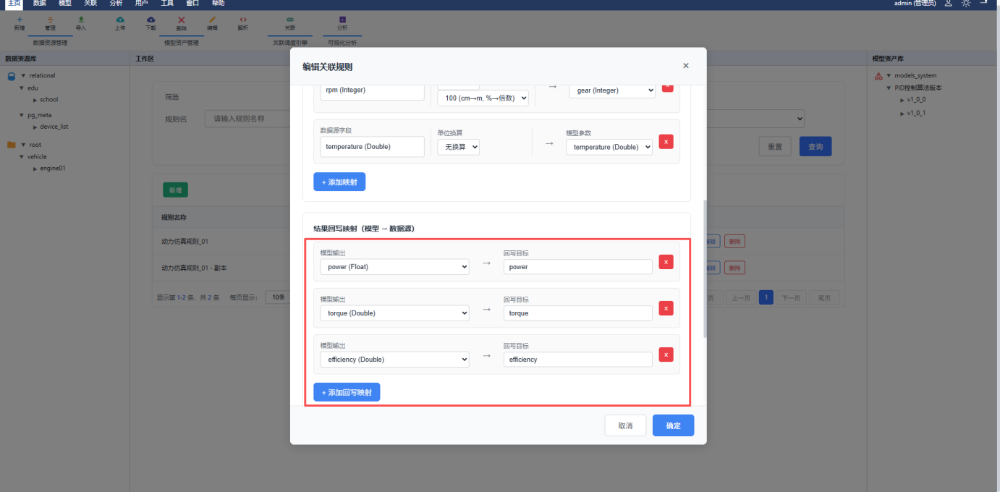 主页 数据 模型 关联 分析 用户 工具 窗口 帮助 admin (管理员)
新增 管理 导入 上传 下载 删除 编辑 解析 关联 分析
数据资源管理 模型资产管理 关联调度引擎 可视化分析
数据资源库 工作区 模型资产库
relational
edu
school
pg_meta
device_list
root
vehicle
engine01
筛选
规则名 请输入规则名称
重置 查询
新增
规则名称
动力仿真规则_01 编辑 删除
动力仿真规则_01 - 副本 编辑 删除
显示第 1-2 条，共 2 条 每页显示： 10条 页 上一页 1 下一页 尾页
编辑关联规则 ×
rpm (Integer) 100 (cm→m, %→倍数) → gear (Integer)
数据源字段 单位换算 模型参数
temperature (Double) 无换算 → temperature (Double) x
+ 添加映射
结果回写映射（模型 → 数据源）
模型输出 回写目标
power (Float) → power x
模型输出 回写目标
torque (Double) → torque x
模型输出 回写目标
efficiency (Double) → efficiency x
+ 添加回写映射
取消 确定
models_system
PID控制算法版本
v1_0_0
v1_0_1